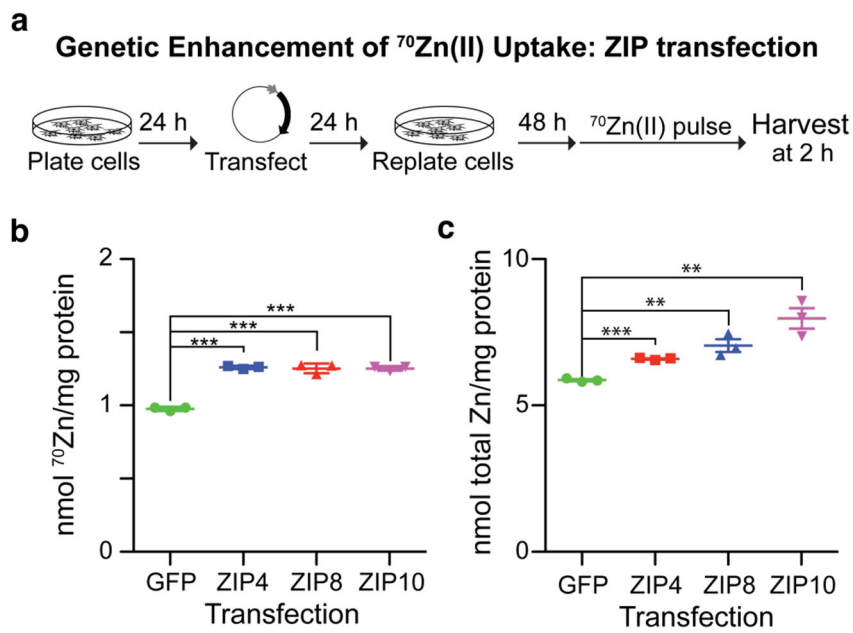 a
Genetic Enhancement of ⁷⁰Zn(II) Uptake: ZIP transfection
Plate cells
24 h
Transfect
24 h
Replate cells
48 h
⁷⁰Zn(II) pulse
Harvest
at 2 h
b
nmol ⁷⁰Zn/mg protein
2
1
0
***
***
***
GFP ZIP4 ZIP8 ZIP10
Transfection
c
nmol total Zn/mg protein
10
5
0
**
**
***
GFP ZIP4 ZIP8 ZIP10
Transfection